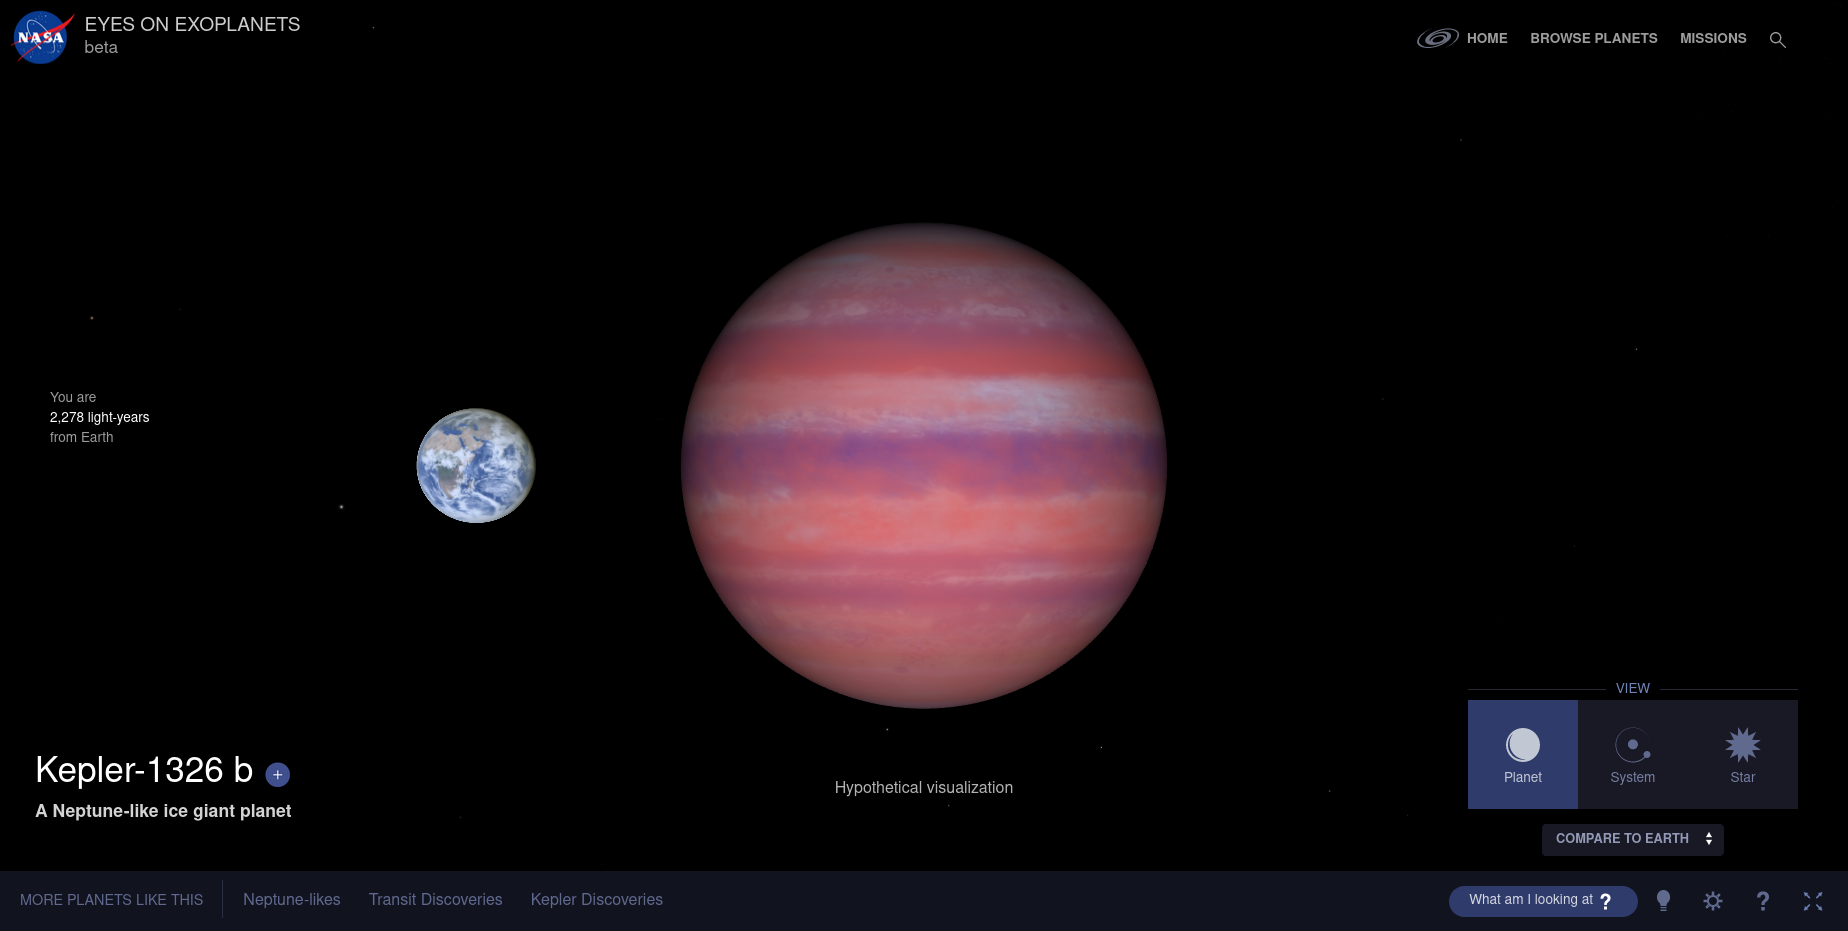 NASA
EYES ON EXOPLANETS
beta
HOME
BROWSE PLANETS
MISSIONS
You are
2,278 light-years
from Earth
Kepler-1326 b +
A Neptune-like ice giant planet
Hypothetical visualization
VIEW
Planet
System
Star
COMPARE TO EARTH
MORE PLANETS LIKE THIS
Neptune-likes
Transit Discoveries
Kepler Discoveries
What am I looking at ?
?